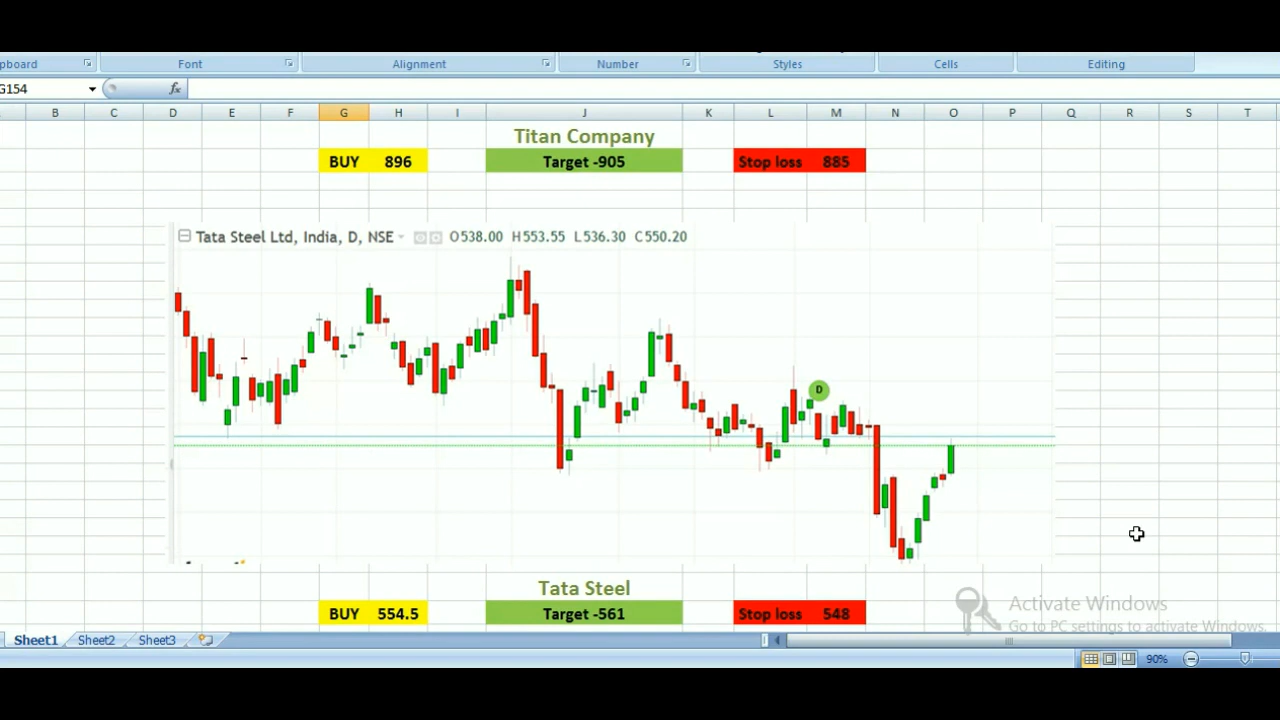 pboard Font Alignment Number Styles Cells Editing
G154 fx
B C D E F G H I J K L M N O P Q R S T
Titan Company
BUY 896 Target -905 Stop loss 885
Tata Steel Ltd, India, D, NSE O538.00 H553.55 L536.30 C550.20
D
Tata Steel
BUY 554.5 Target -561 Stop loss 548
Activate Windows
Go to PC settings to activate Windows.
Sheet1 Sheet2 Sheet3
90%